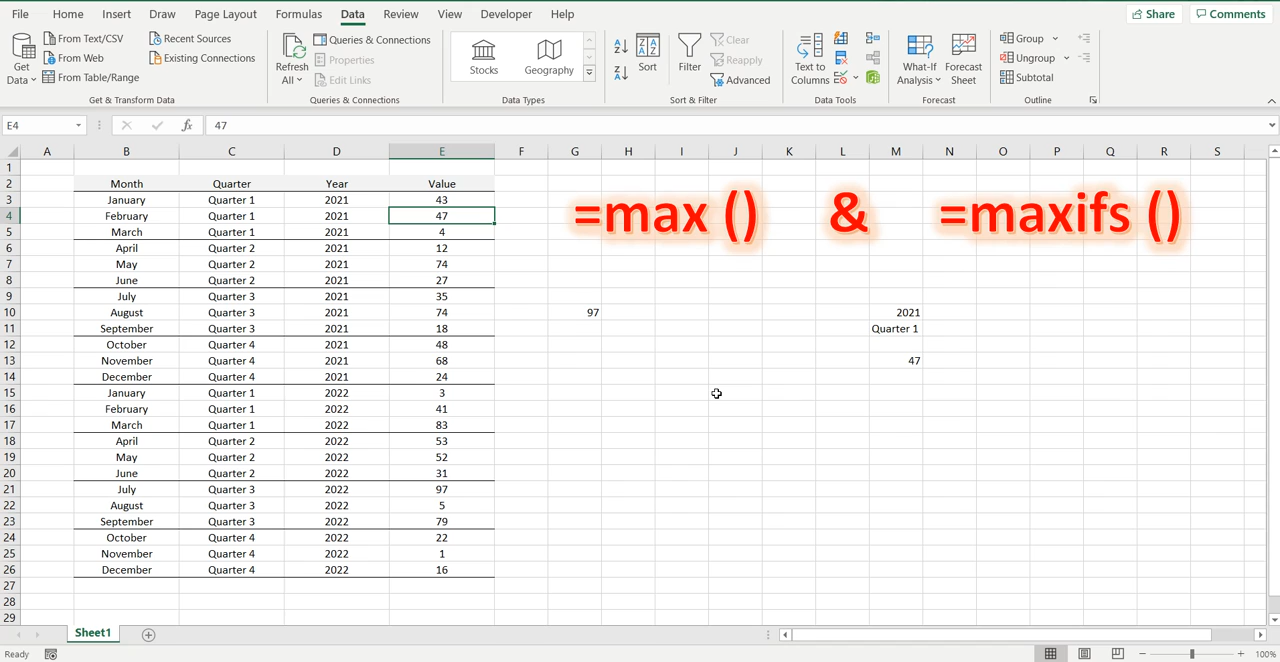 File Home Insert Draw Page Layout Formulas Data Review View Developer Help Share Comments
Get Data From Text/CSV From Web From Table/Range Recent Sources Existing Connections
Get & Transform Data
Refresh All Queries & Connections Properties Edit Links
Queries & Connections
Stocks Geography
Data Types
Sort Filter Clear Reapply Advanced
Sort & Filter
Text to Columns
Data Tools
What-If Analysis Forecast Sheet
Forecast
Group Ungroup Subtotal
Outline
E4 fx 47
A B C D E F G H I J K L M N O P Q R S
1
2 Month Quarter Year Value
=max () & =maxifs ()
3 January Quarter 1 2021 43
4 February Quarter 1 2021 47
5 March Quarter 1 2021 4
6 April Quarter 2 2021 12
7 May Quarter 2 2021 74
8 June Quarter 2 2021 27
9 July Quarter 3 2021 35
10 August Quarter 3 2021 74 97 2021
11 September Quarter 3 2021 18 Quarter 1
12 October Quarter 4 2021 48
13 November Quarter 4 2021 68 47
14 December Quarter 4 2021 24
15 January Quarter 1 2022 3
16 February Quarter 1 2022 41
17 March Quarter 1 2022 83
18 April Quarter 2 2022 53
19 May Quarter 2 2022 52
20 June Quarter 2 2022 31
21 July Quarter 3 2022 97
22 August Quarter 3 2022 5
23 September Quarter 3 2022 79
24 October Quarter 4 2022 22
25 November Quarter 4 2022 1
26 December Quarter 4 2022 16
27
28
29
Sheet1
Ready 100%